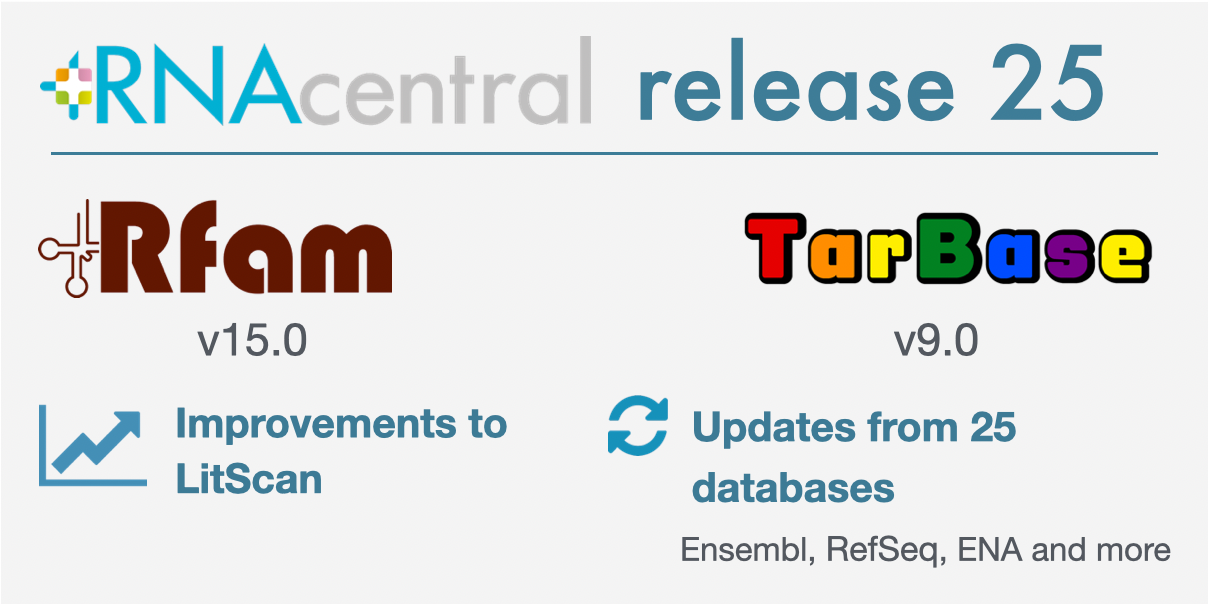 RNAcentral release 25
Rfam
TarBase
v15.0
v9.0
Improvements to
LitScan
Updates from 25
databases
Ensembl, RefSeq, ENA and more